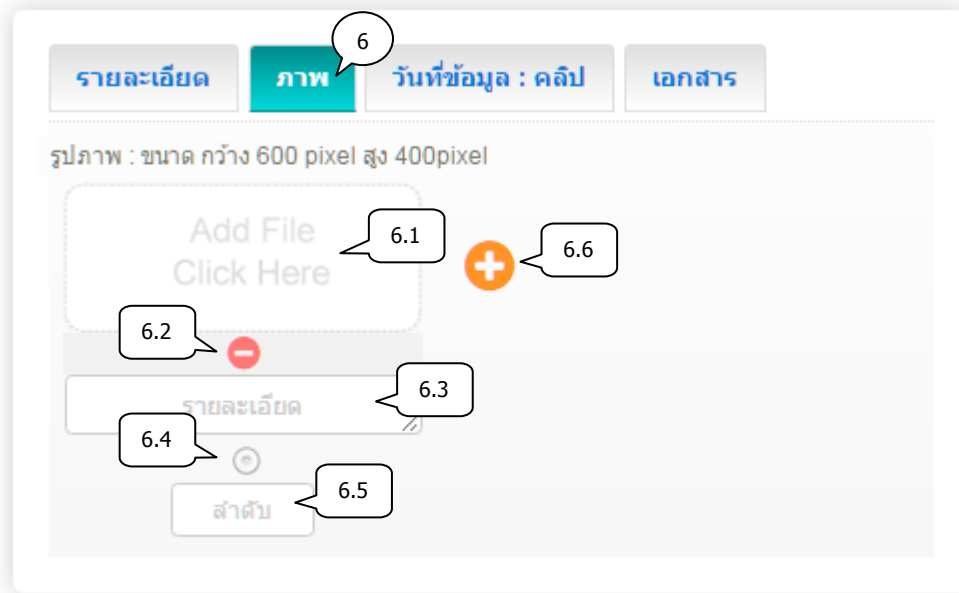 6
รายละเอียด ภาพ วันที่ข้อมูล : คลิป เอกสาร
รูปภาพ : ขนาด กว้าง 600 pixel สูง 400pixel
Add File
Click Here
6.1
6.6
6.2
6.3
รายละเอียด
6.4
6.5
ลำดับ